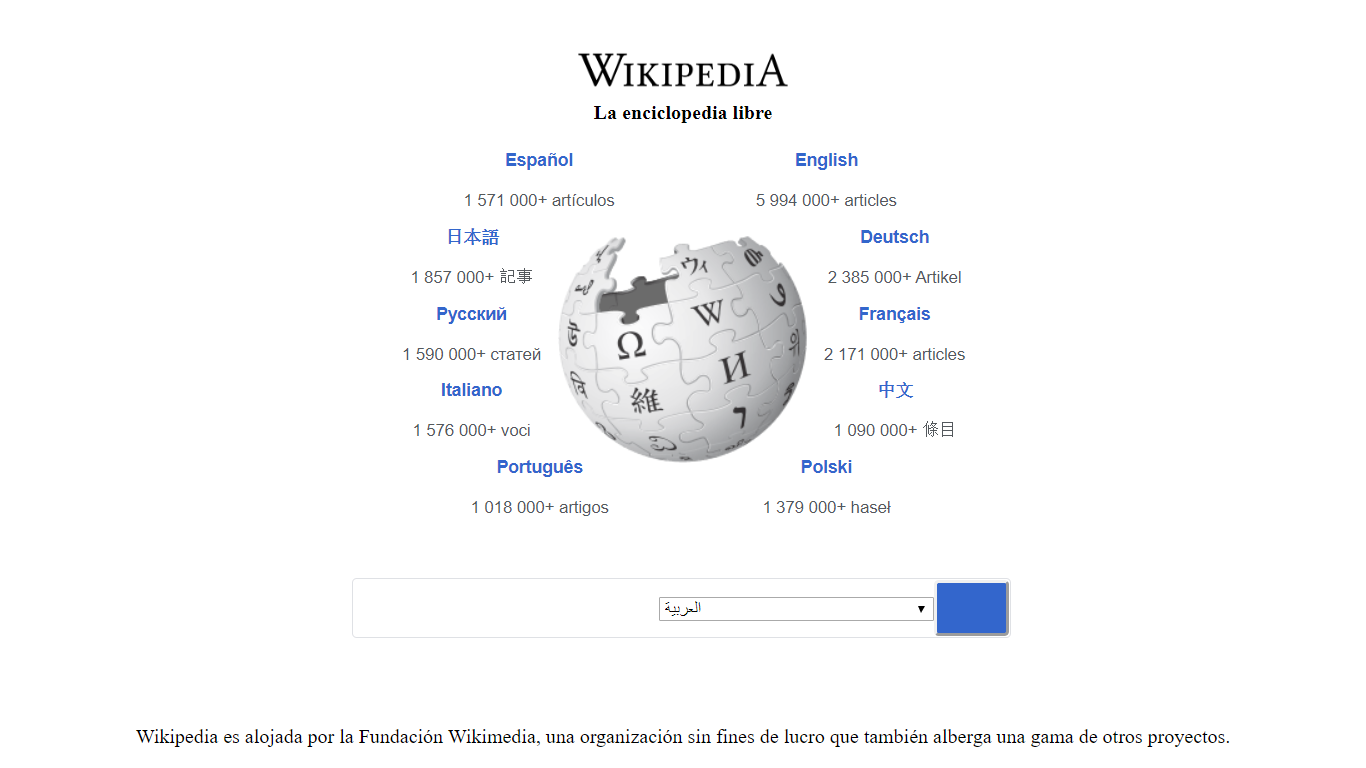 WIKIPEDIA
La enciclopedia libre
Español
1 571 000+ artículos
English
5 994 000+ articles
日本語
1 857 000+ 記事
Deutsch
2 385 000+ Artikel
Русский
1 590 000+ статей
Français
2 171 000+ articles
Italiano
1 576 000+ voci
中文
1 090 000+ 條目
Português
1 018 000+ artigos
Polski
1 379 000+ haseł
Ω
W
И
維
ウィ
العربية
Wikipedia es alojada por la Fundación Wikimedia, una organización sin fines de lucro que también alberga una gama de otros proyectos.